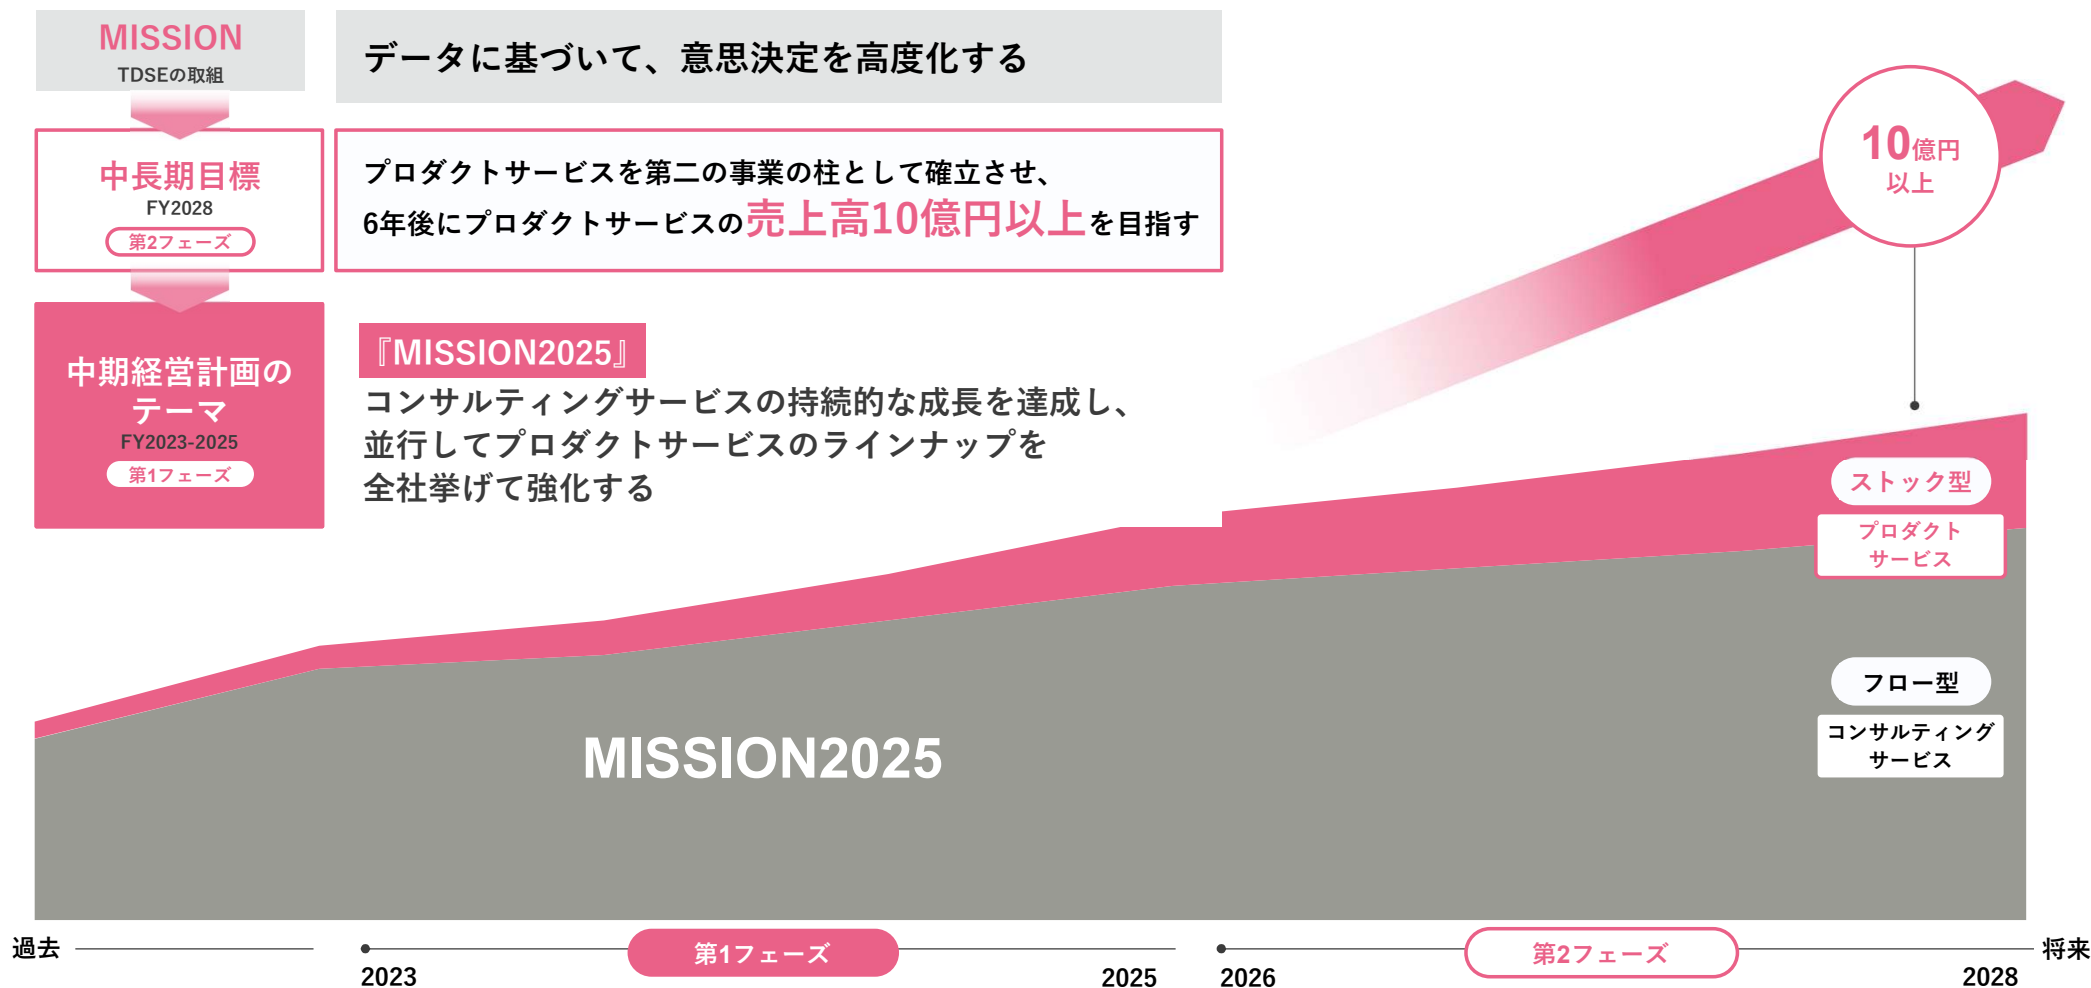 MISSION
TDSEの取組
データに基づいて、意思決定を高度化する
中長期目標
FY2028
第2フェーズ
プロダクトサービスを第二の事業の柱として確立させ、
6年後にプロダクトサービスの売上高10億円以上を目指す
中期経営計画の
テーマ
FY2023-2025
第1フェーズ
『MISSION2025』
コンサルティングサービスの持続的な成長を達成し、
並行してプロダクトサービスのラインナップを
全社挙げて強化する
10億円
以上
ストック型
プロダクト
サービス
フロー型
コンサルティング
サービス
MISSION2025
過去
第1フェーズ
第2フェーズ
将来
2023
2025
2026
2028